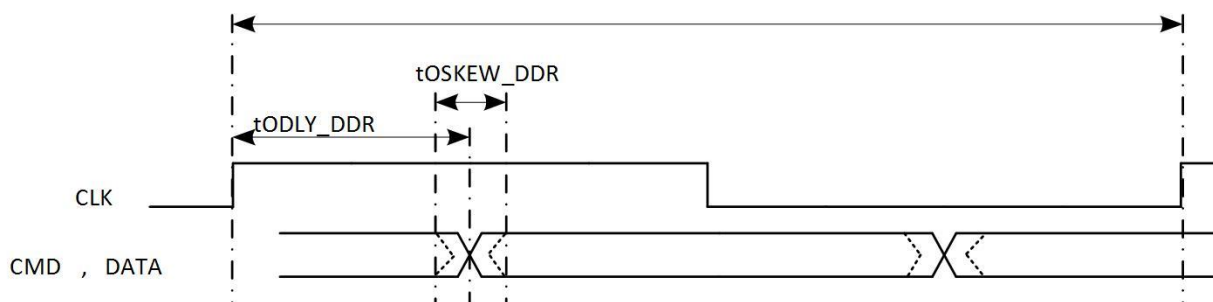 tOSKEW_DDR
tODLY_DDR
CLK
CMD , DATA